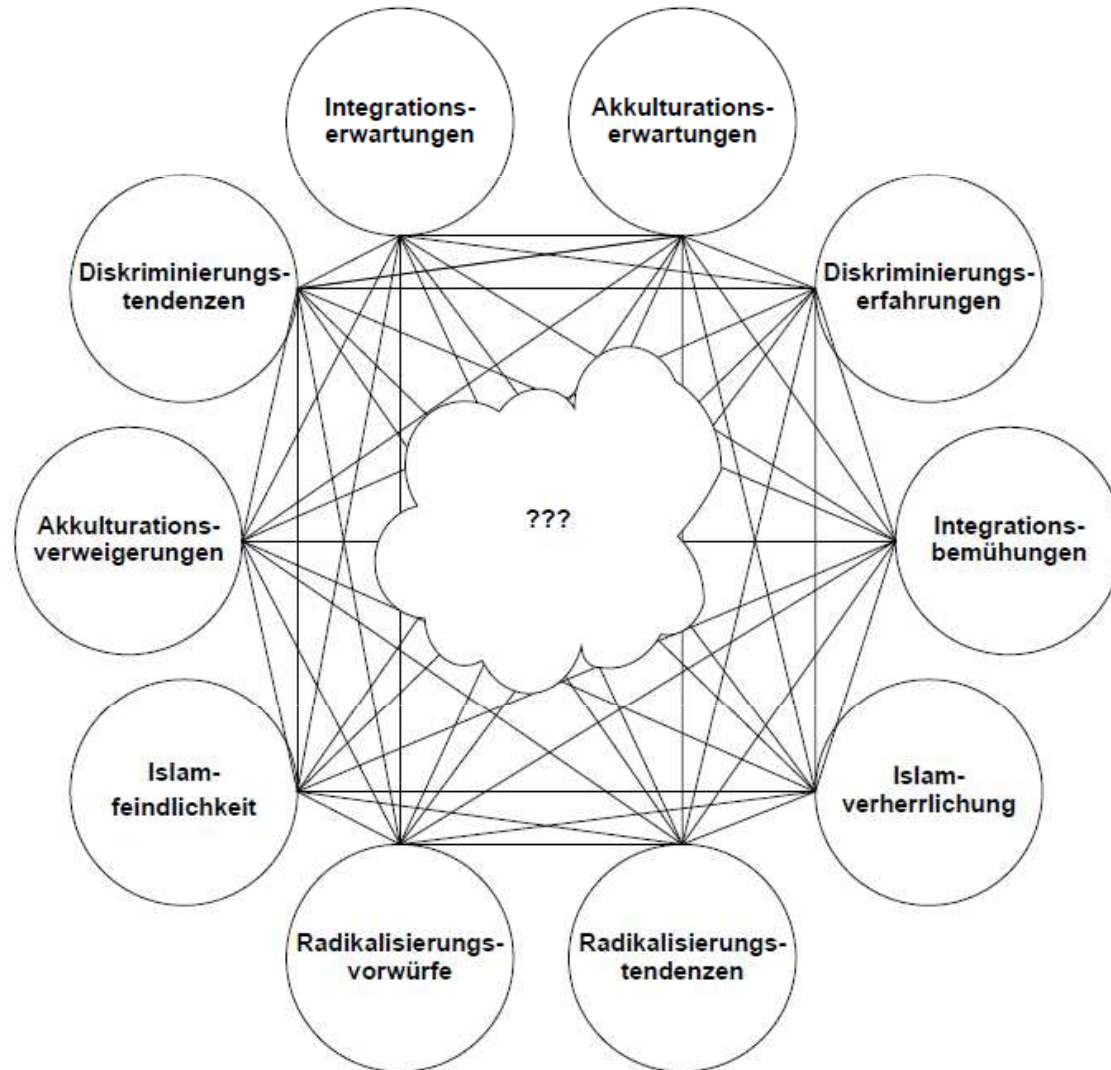 Integrations-
erwartungen
Akkulturations-
erwartungen
Diskriminierungs-
tendenzen
Diskriminierungs-
erfahrungen
Akkulturations-
verweigerungen
???
Integrations-
bemühungen
Islam-
feindlichkeit
Islam-
verherrlichung
Radikalisierungs-
vorwürfe
Radikalisierungs-
tendenzen